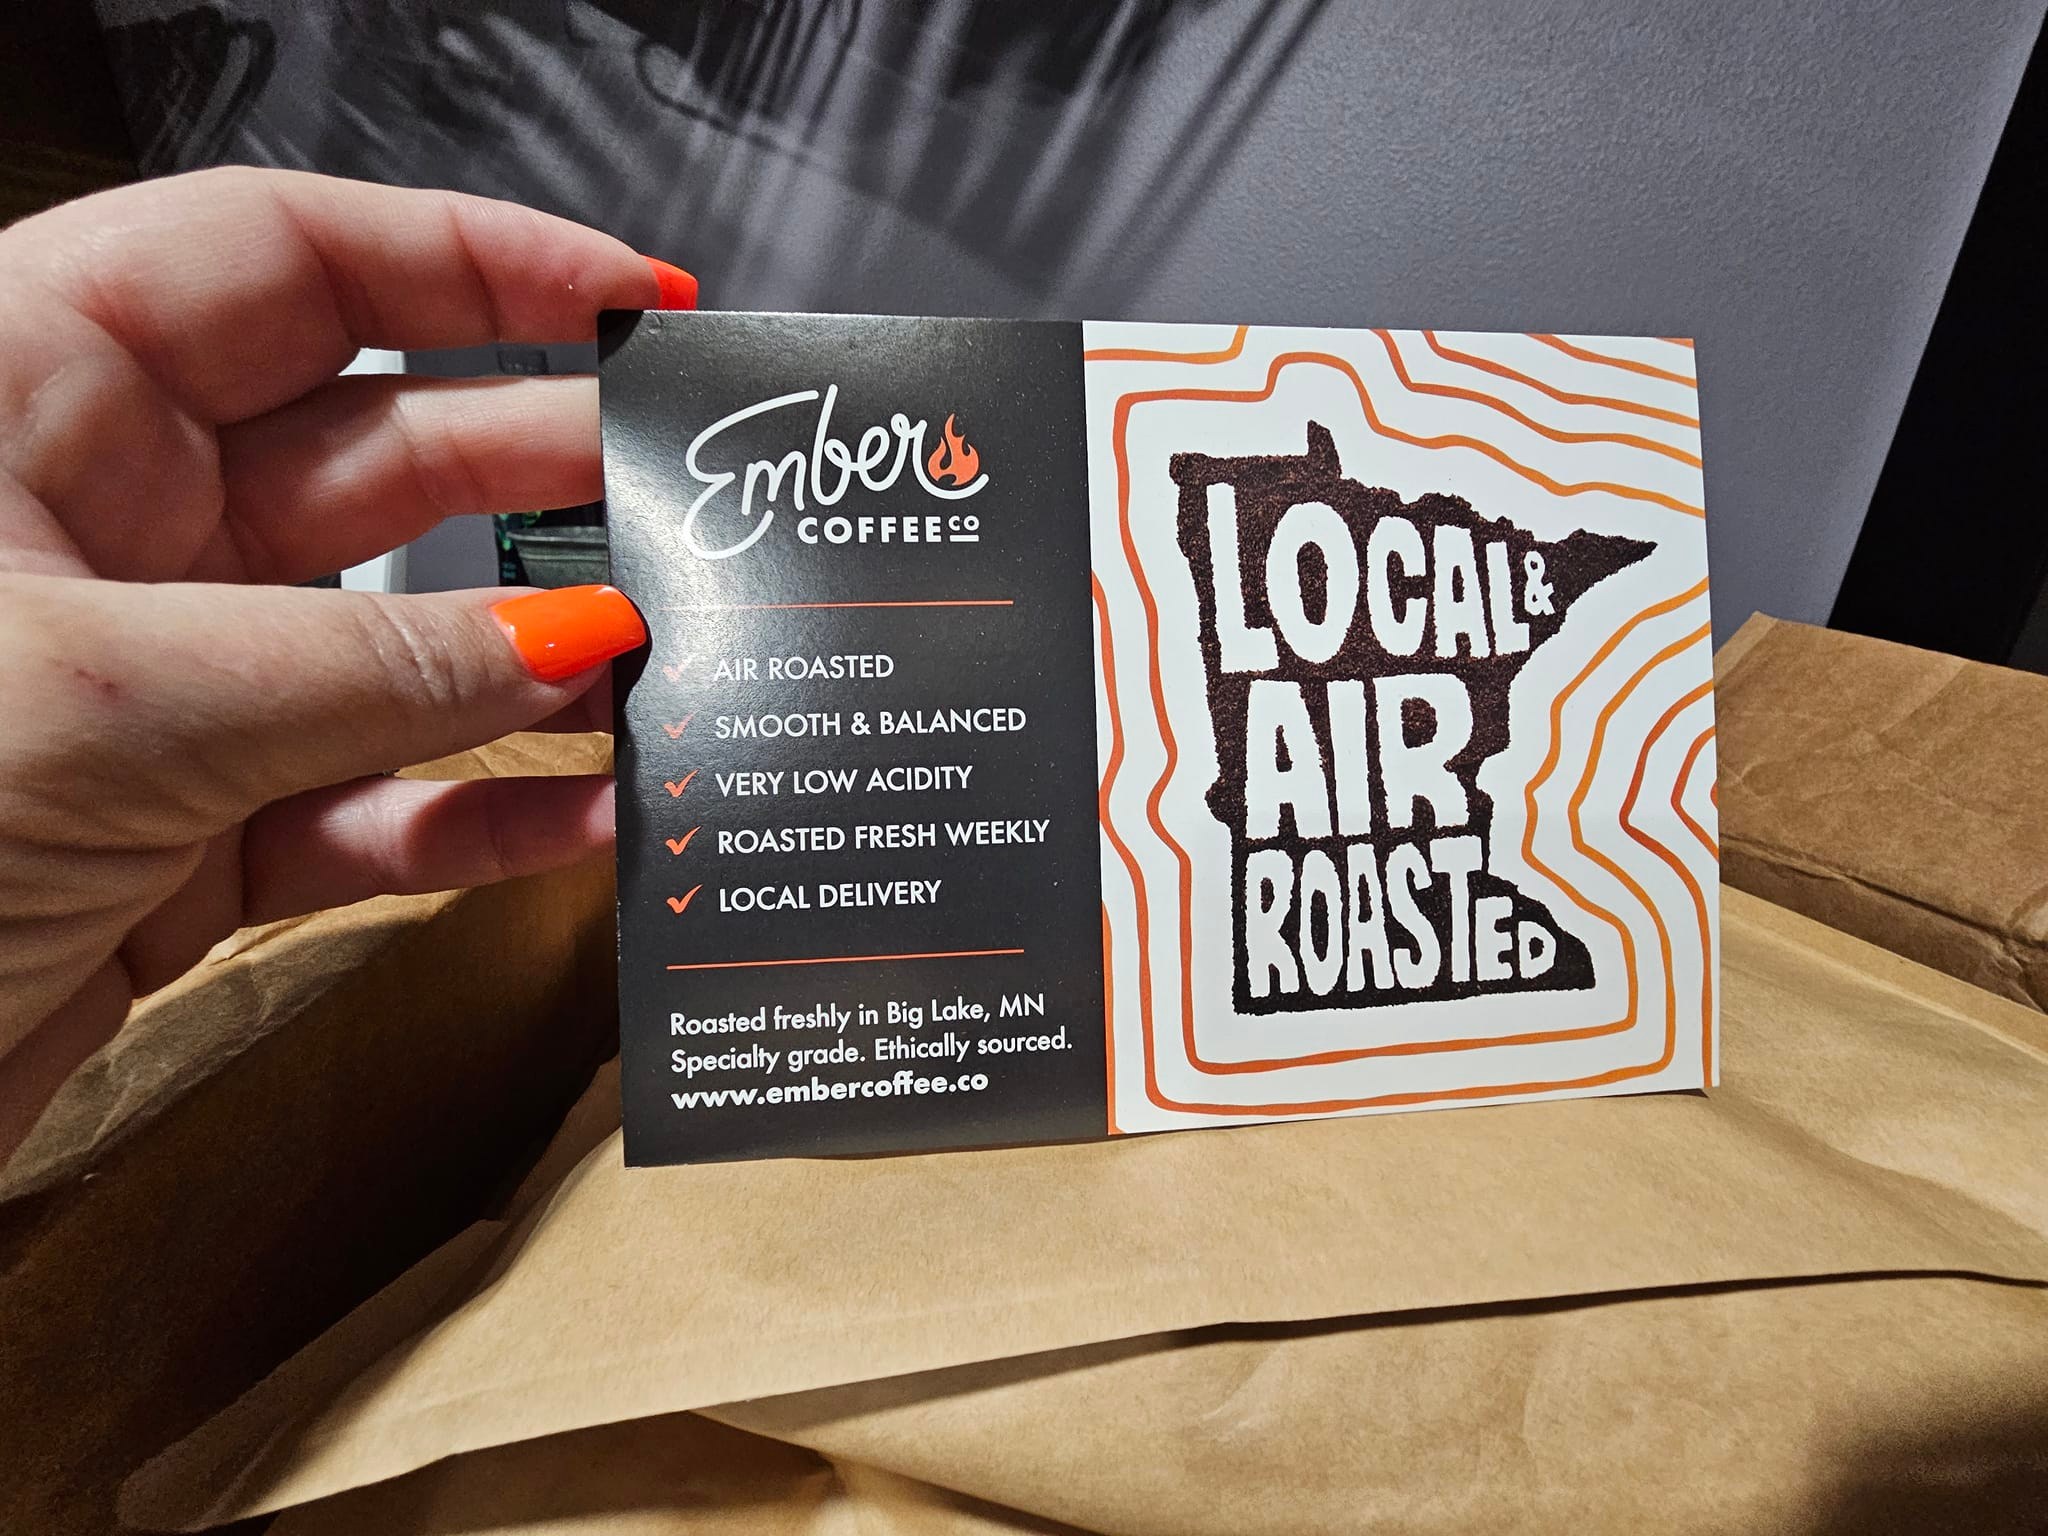 Ember
COFFEE CO
AIR ROASTED
SMOOTH & BALANCED
VERY LOW ACIDITY
ROASTED FRESH WEEKLY
LOCAL DELIVERY
Roasted freshly in Big Lake, MN
Specialty grade. Ethically sourced.
www.embercoffee.co
LOCAL &
AIR
ROASTED